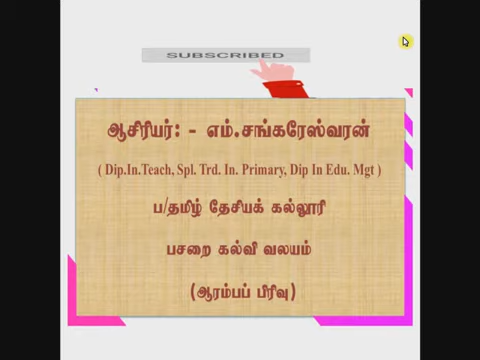 SUBSCRIBED
ஆசிரியர்: - எம்.சங்கரேஸ்வரன்
( Dip.In.Teach, Spl. Trd. In. Primary, Dip In Edu. Mgt )
ப/தமிழ் தேசியக் கல்லூரி
பசறை கல்வி வலயம்
(ஆரம்பப் பிரிவு)